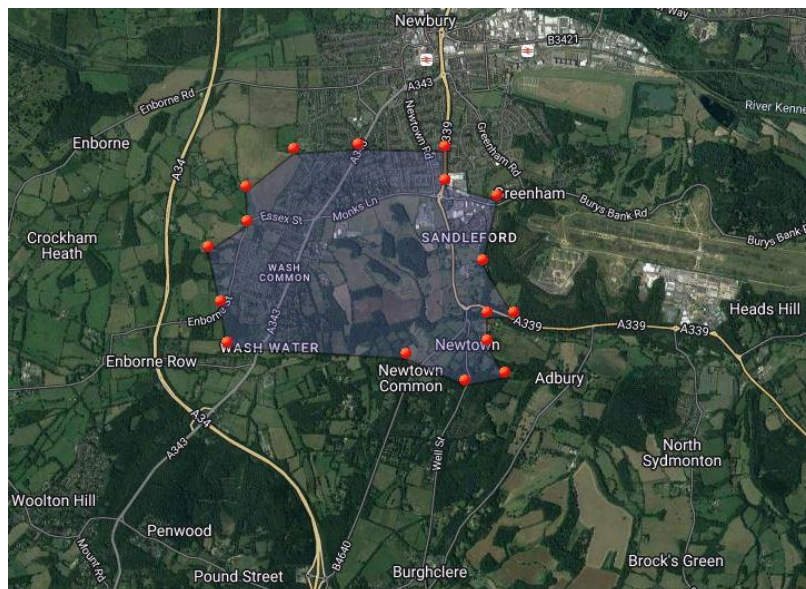 Way
Newbury
B3421
A343
River Kenne
Enborne Rd
Newtown Rd
A339
Greenham Rd
Enborne
A34
Greenham
Burys Bank Rd
Essex St
Monks Ln
Burys Bank Rd
Crockham
Heath
SANDLEFORD
WASH
COMMON
Enborne St
A343
A339
A339
A339
Heads Hill
WASH WATER
Newtown
Enborne Row
Newtown
Common
Adbury
A34
A343
Well St
North
Sydmonton
Woolton Hill
Penwood
Mount Rd
B4640
Pound Street
Burghclere
Brock's Green